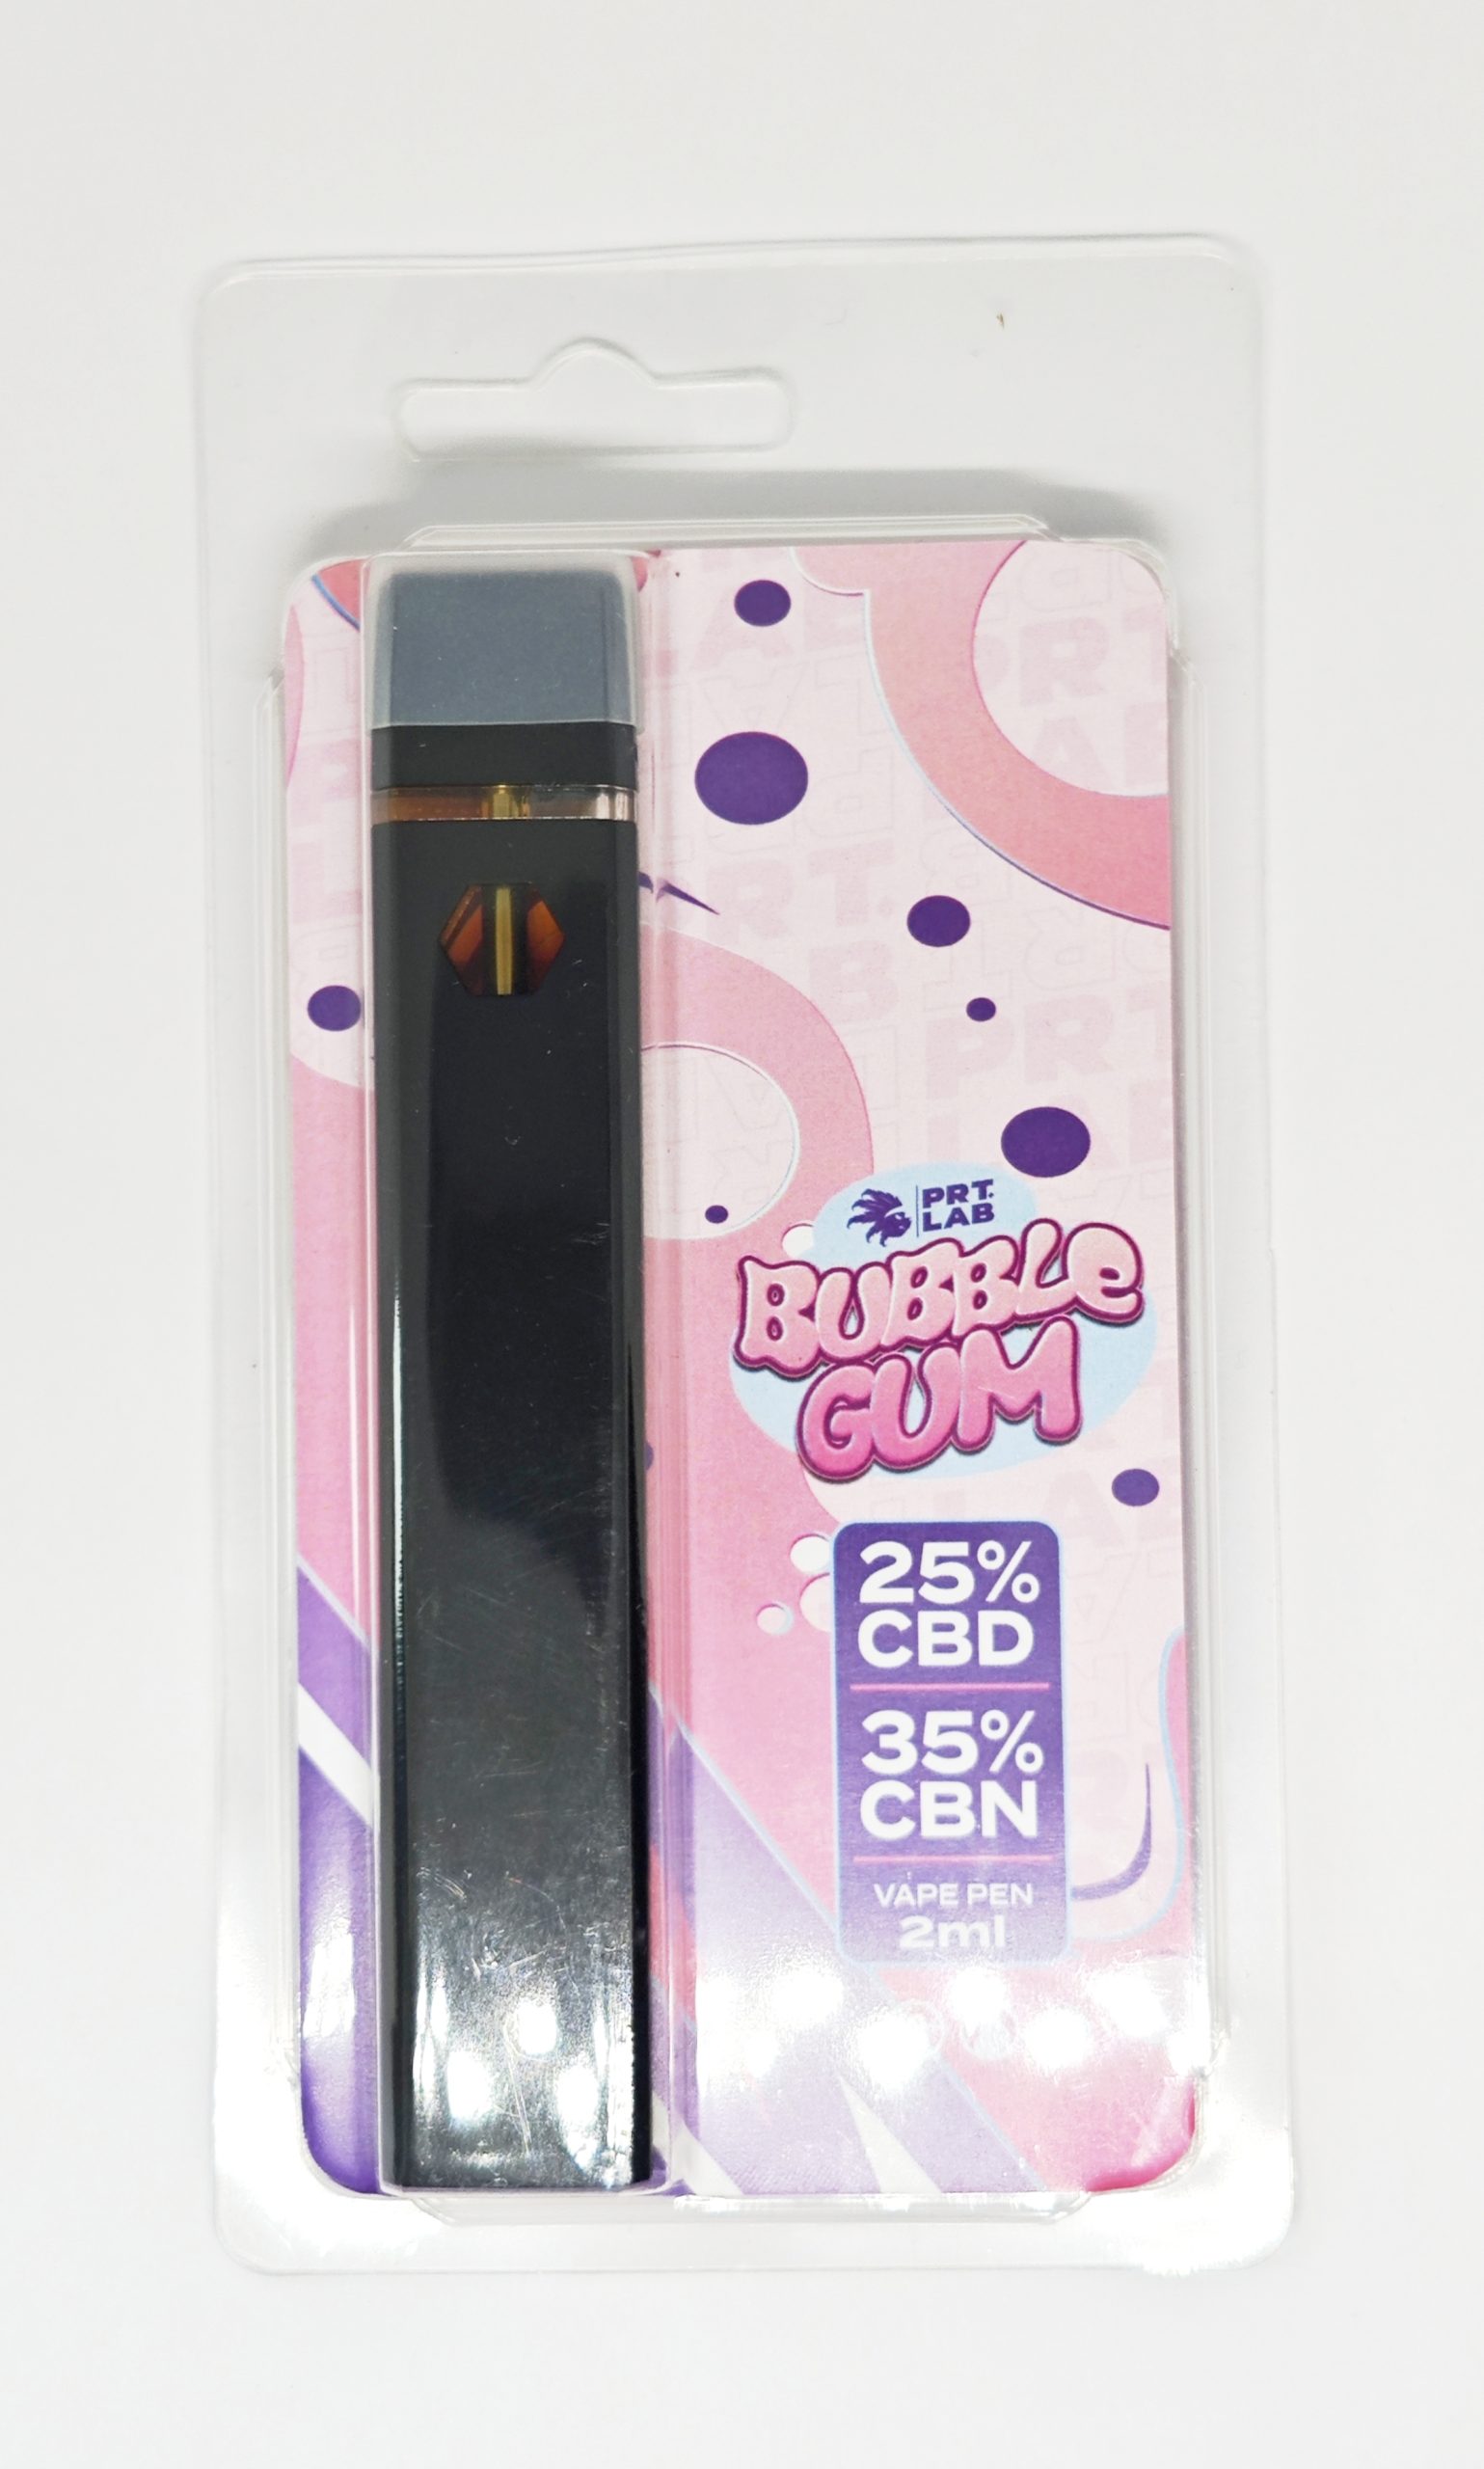 PRT.
LAB
BUBBLe
GUM
25%
CBD
35%
CBN
VAPE PEN
2ml